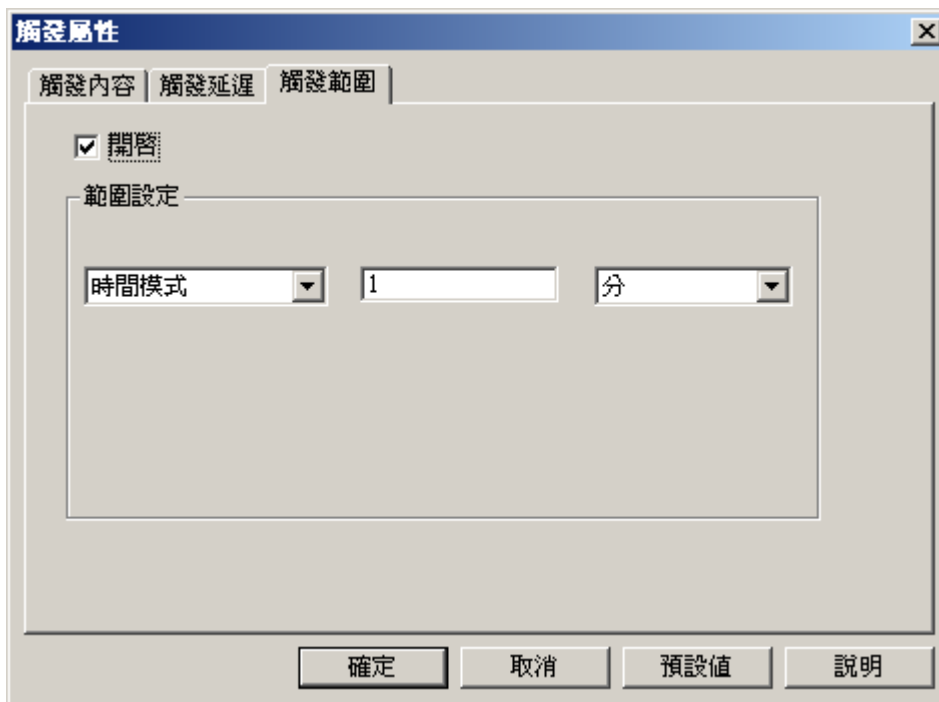 觸發屬性
觸發內容 觸發延遲 觸發範圍
開啓
範圍設定
時間模式 1 分
確定 取消 預設值 說明